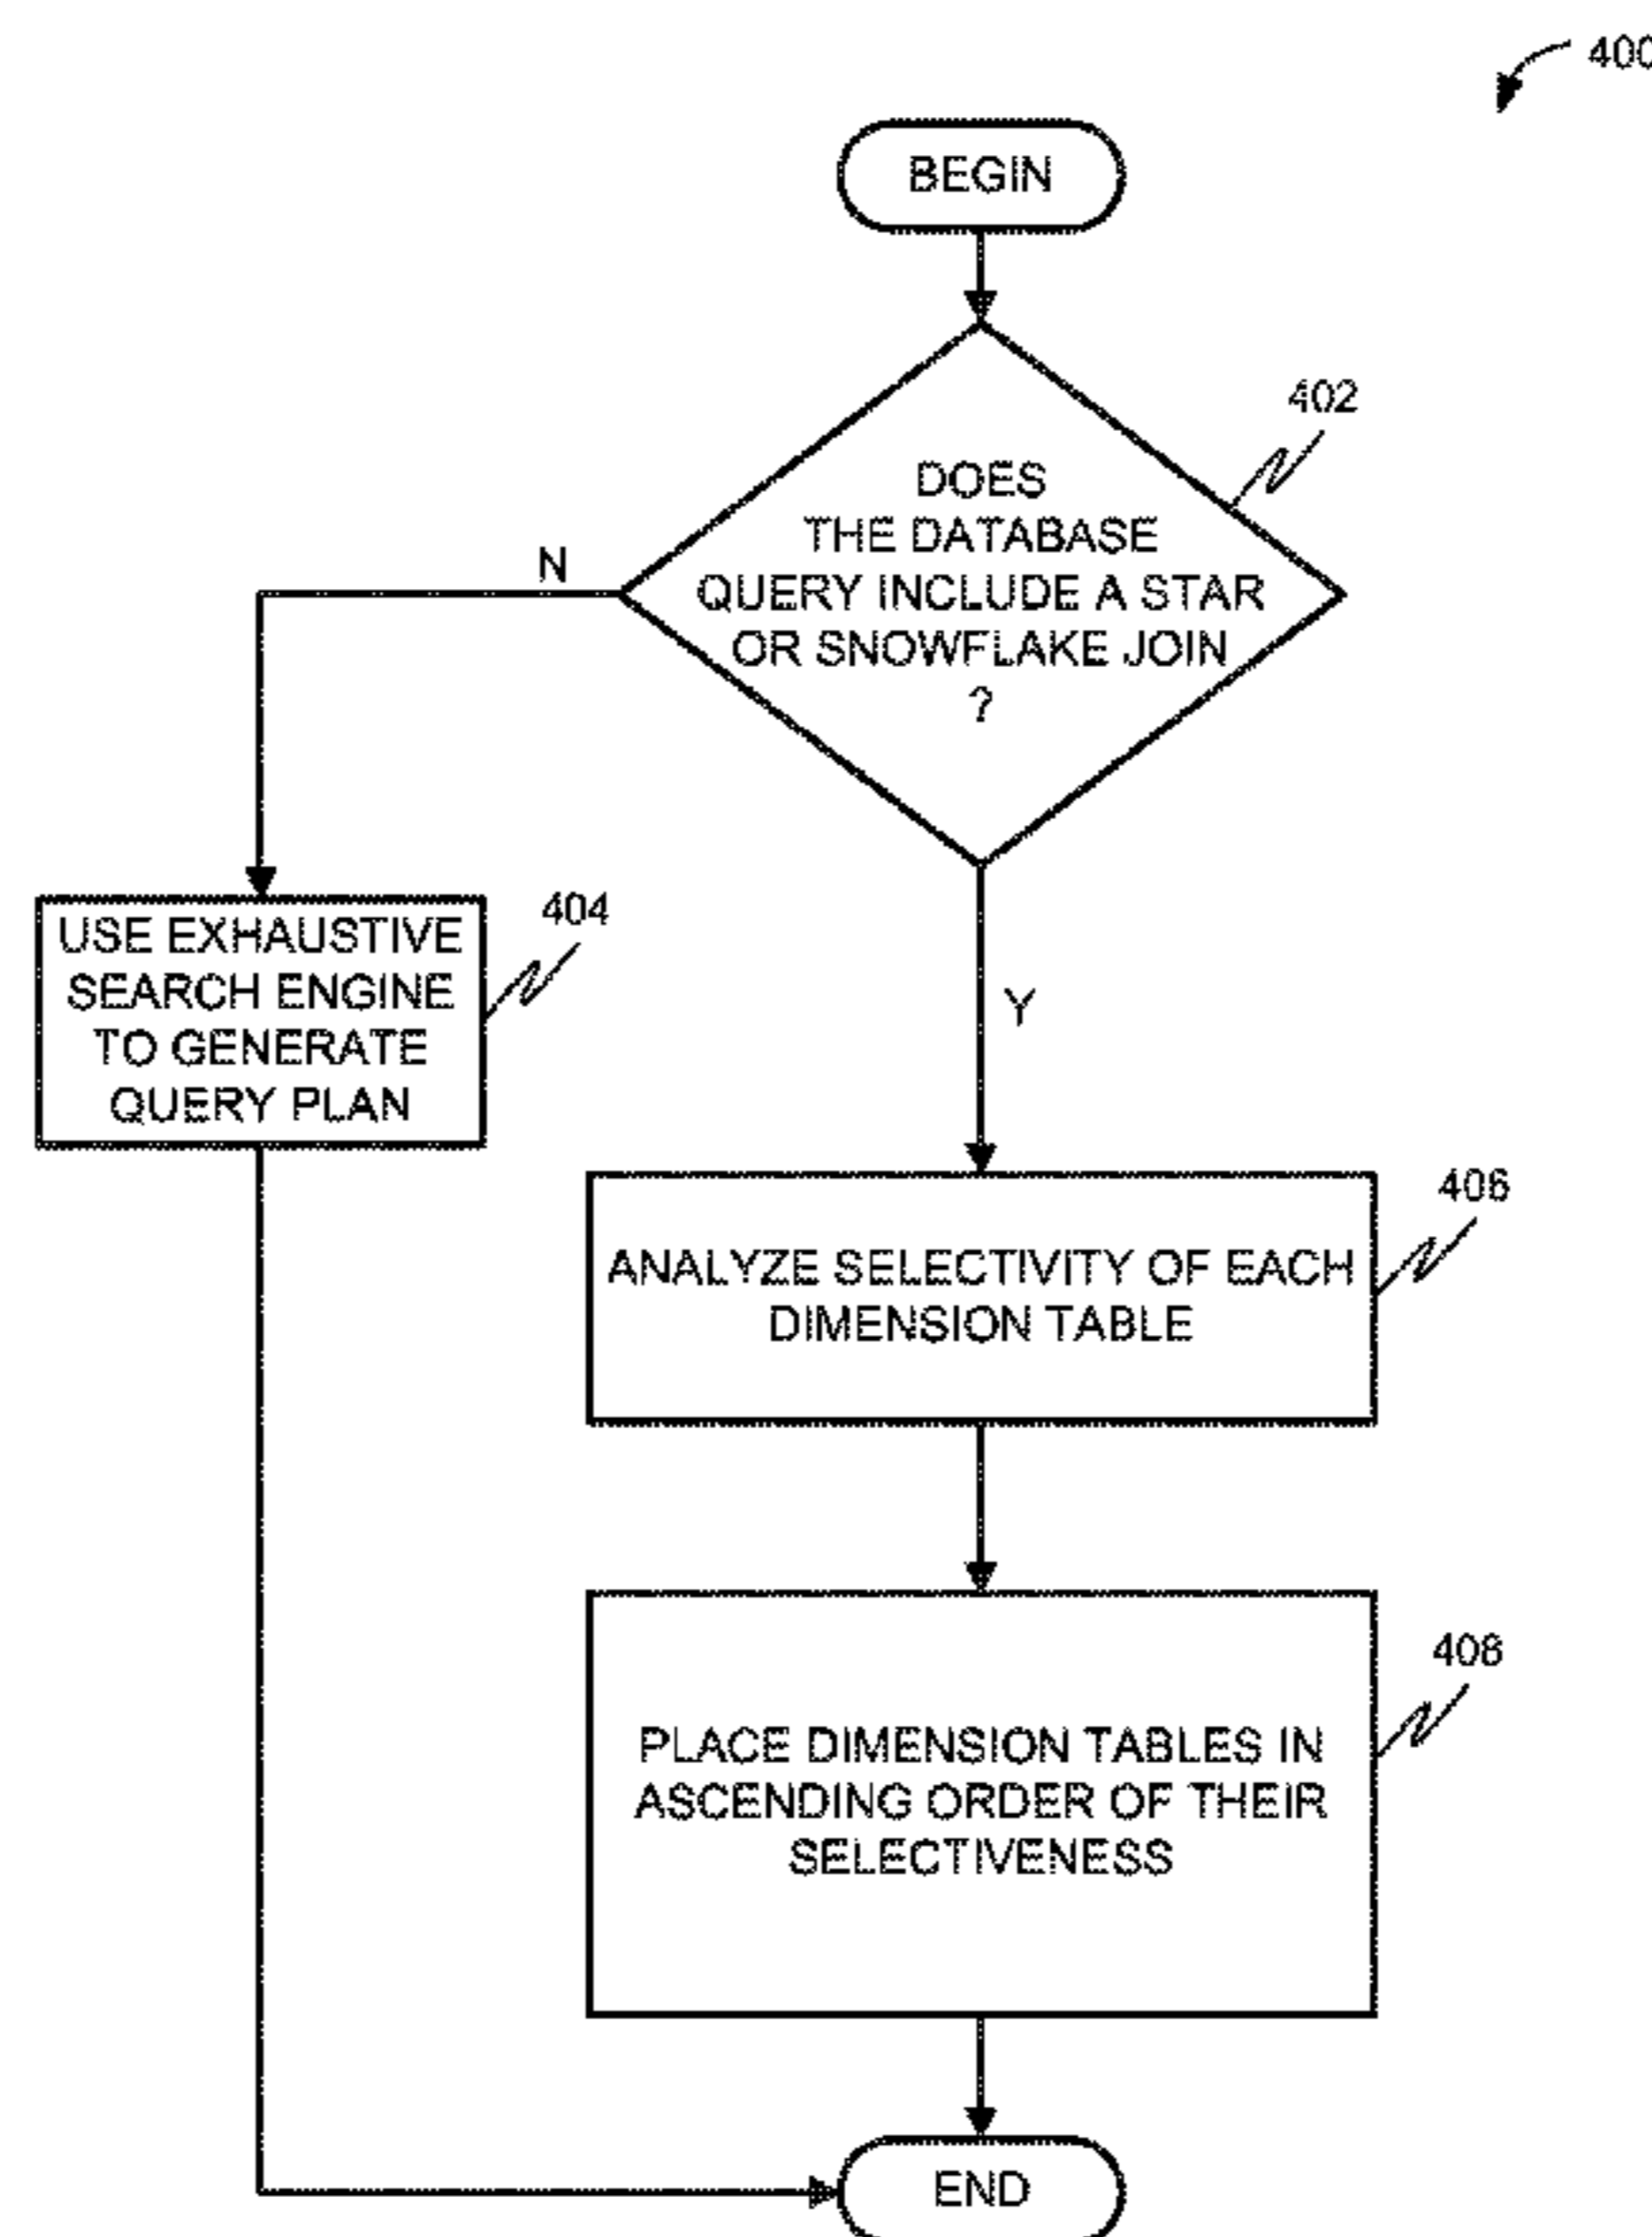 400
BEGIN
402
DOES
THE DATABASE
QUERY INCLUDE A STAR
OR SNOWFLAKE JOIN
?
N
404
USE EXHAUSTIVE
SEARCH ENGINE
TO GENERATE
QUERY PLAN
Y
406
ANALYZE SELECTIVITY OF EACH
DIMENSION TABLE
408
PLACE DIMENSION TABLES IN
ASCENDING ORDER OF THEIR
SELECTIVENESS
END